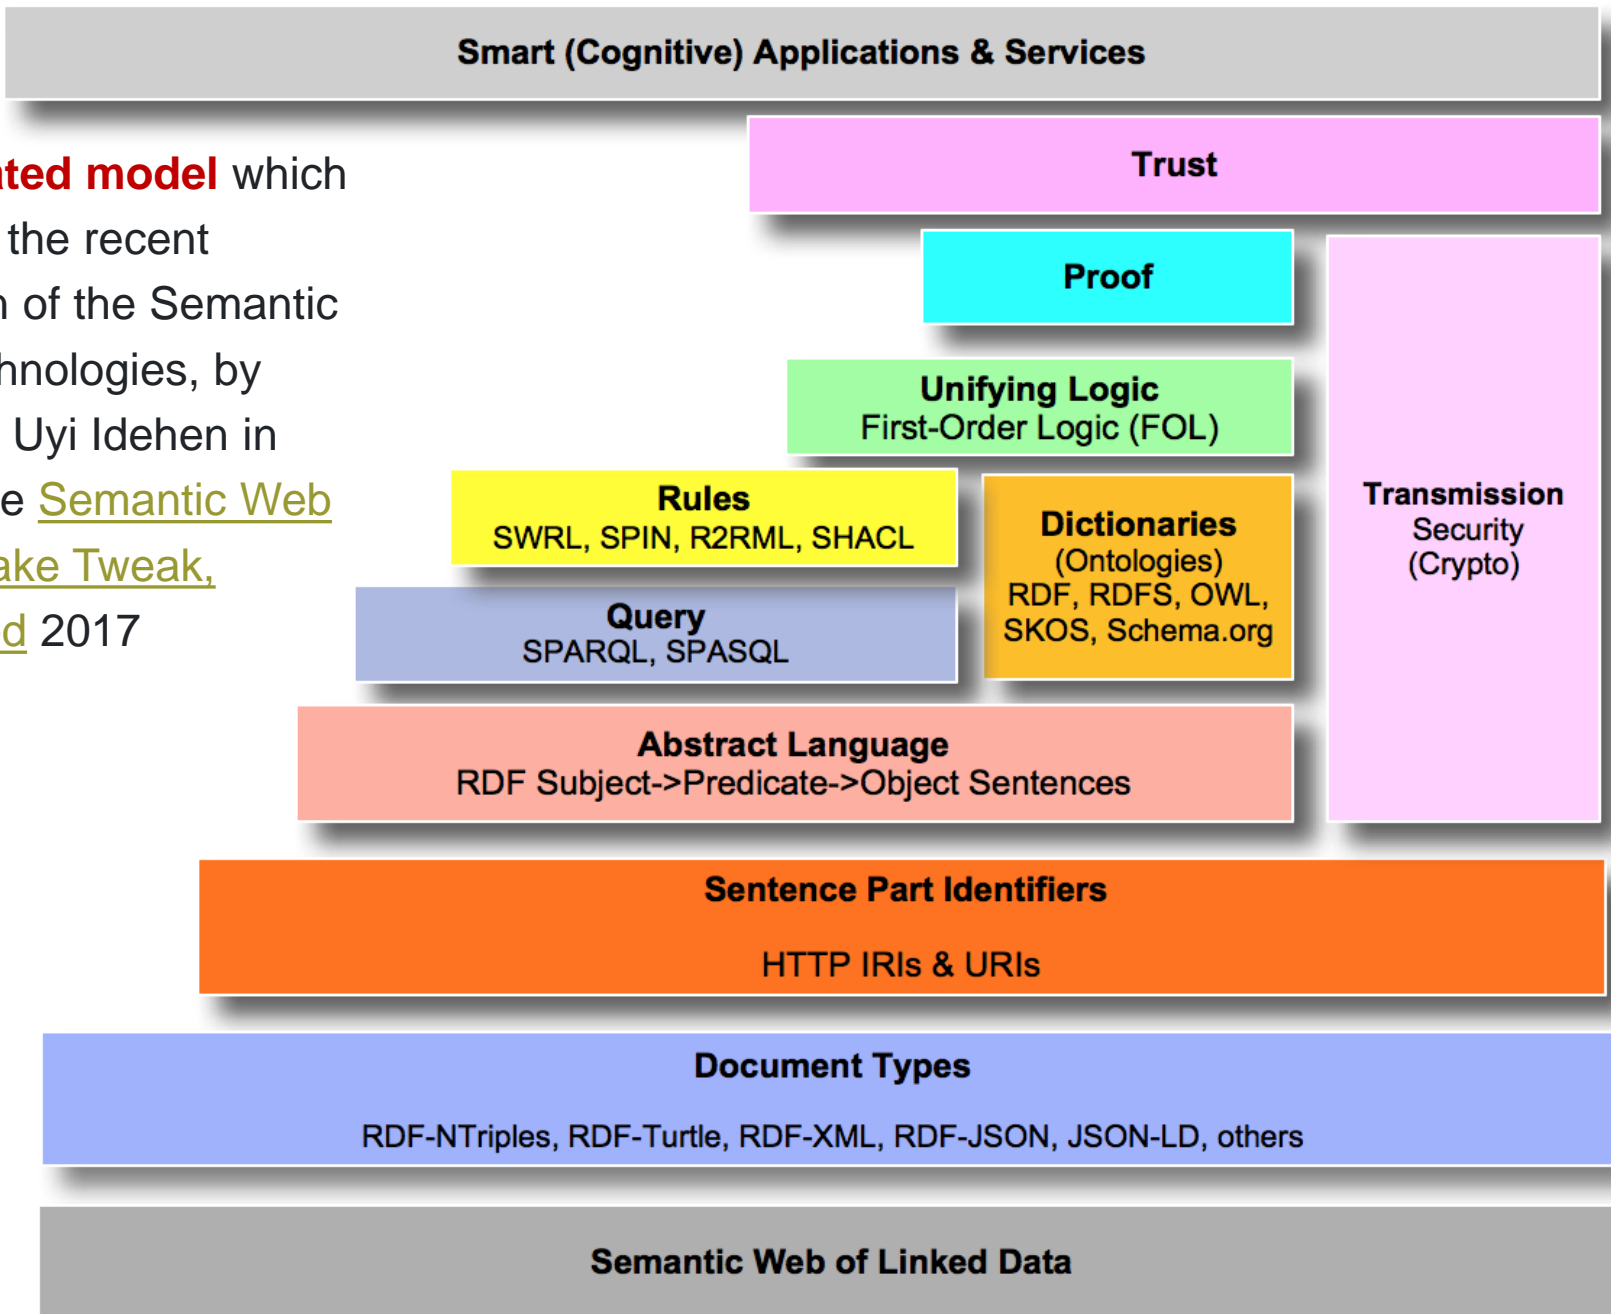 Smart (Cognitive) Applications & Services
Trust
ated model which
the recent
n of the Semantic
hnologies, by
Uyi Idehen in
e Semantic Web
ake Tweak,
d 2017
Proof
Unifying Logic
First-Order Logic (FOL)
Rules
SWRL, SPIN, R2RML, SHACL
Dictionaries
(Ontologies)
RDF, RDFS, OWL,
SKOS, Schema.org
Transmission
Security
(Crypto)
Query
SPARQL, SPASQL
Abstract Language
RDF Subject->Predicate->Object Sentences
Sentence Part Identifiers
HTTP IRIs & URIs
Document Types
RDF-NTriples, RDF-Turtle, RDF-XML, RDF-JSON, JSON-LD, others
Semantic Web of Linked Data